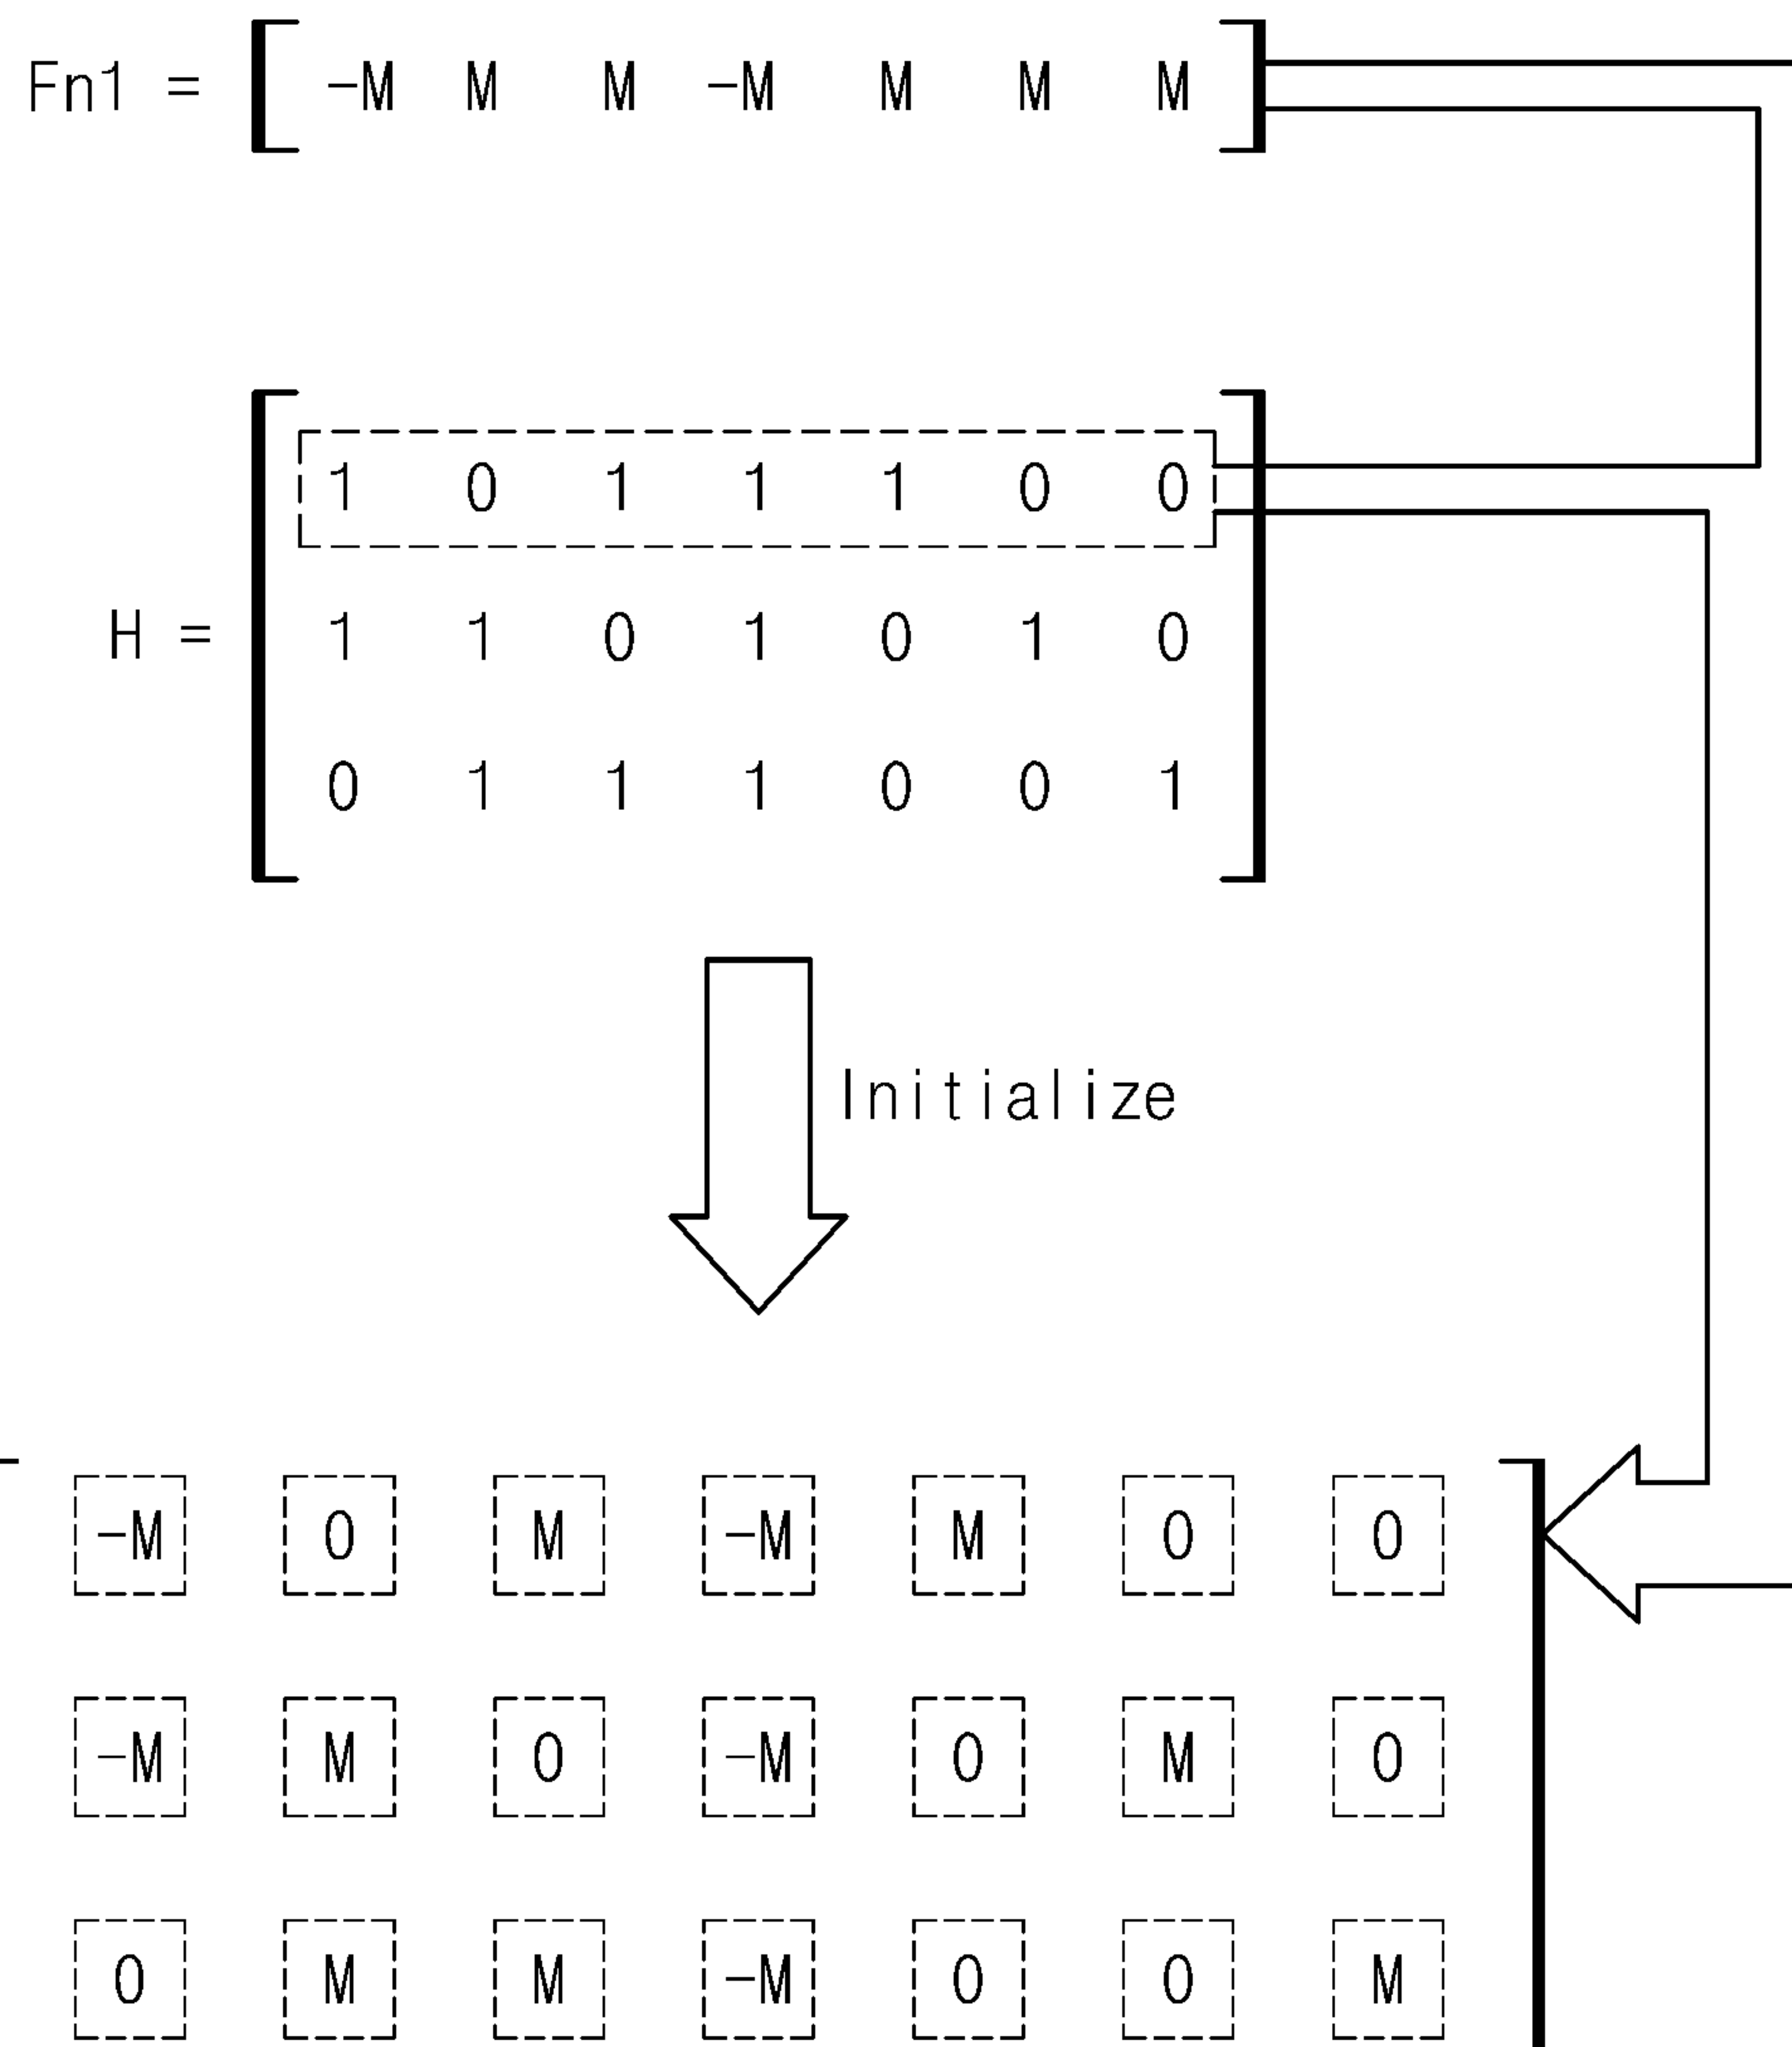 Fn1 = -M M M -M M M M
1 0 1 1 1 0 0
H = 1 1 0 1 0 1 0
0 1 1 1 0 0 1
Initialize
-M 0 M -M M 0 0
-M M 0 -M 0 M 0
0 M M -M 0 0 M